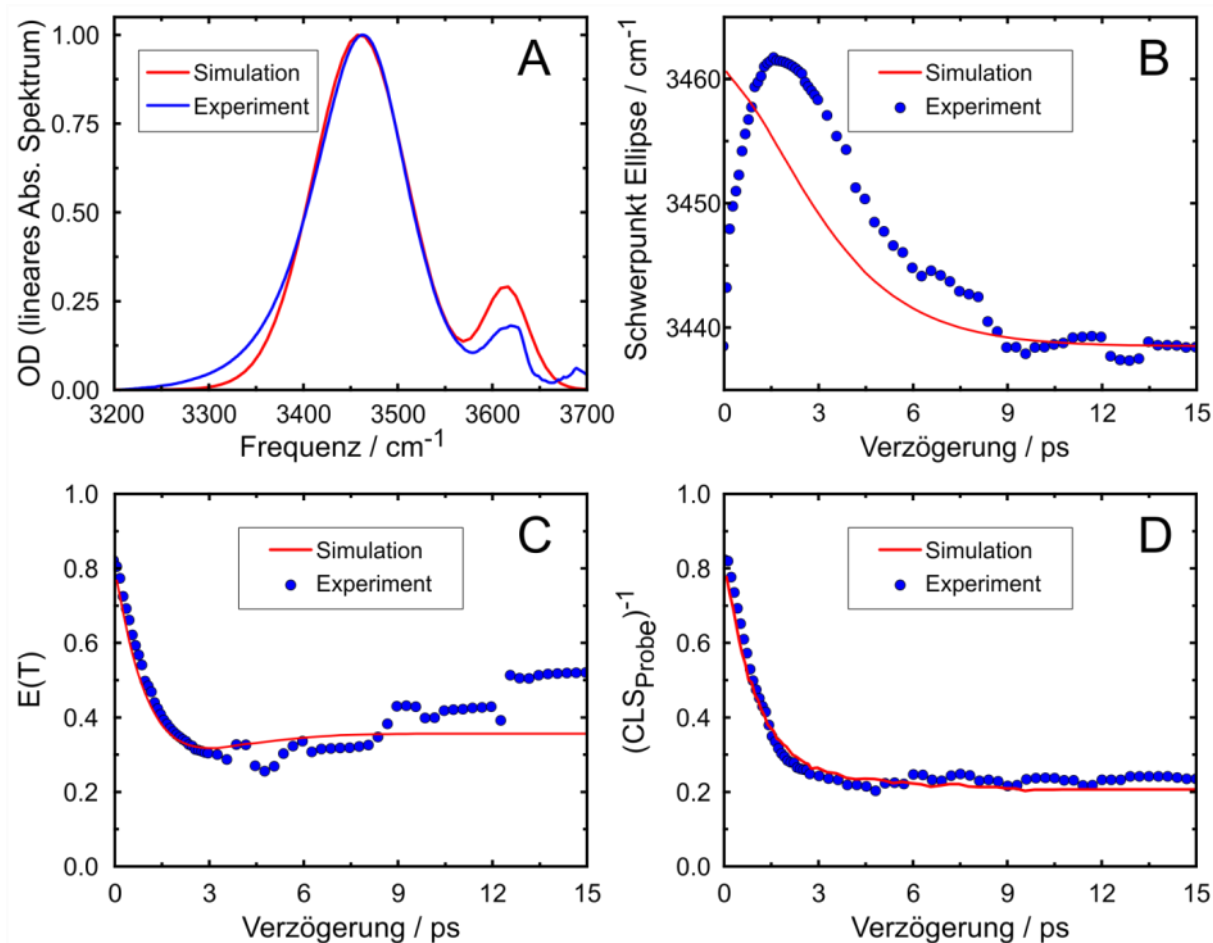 A
OD (lineares Abs. Spektrum)
1.00
0.75
0.50
0.25
0.00
Simulation
Experiment
3200 3300 3400 3500 3600 3700
Frequenz / cm⁻¹
B
Schwerpunkt Ellipse / cm⁻¹
3460
3450
3440
Simulation
Experiment
0 3 6 9 12 15
Verzögerung / ps
C
E(T)
1.0
0.8
0.6
0.4
0.2
0.0
Simulation
Experiment
0 3 6 9 12 15
Verzögerung / ps
D
(CLS_Probe)⁻¹
1.0
0.8
0.6
0.4
0.2
0.0
Simulation
Experiment
0 3 6 9 12 15
Verzögerung / ps